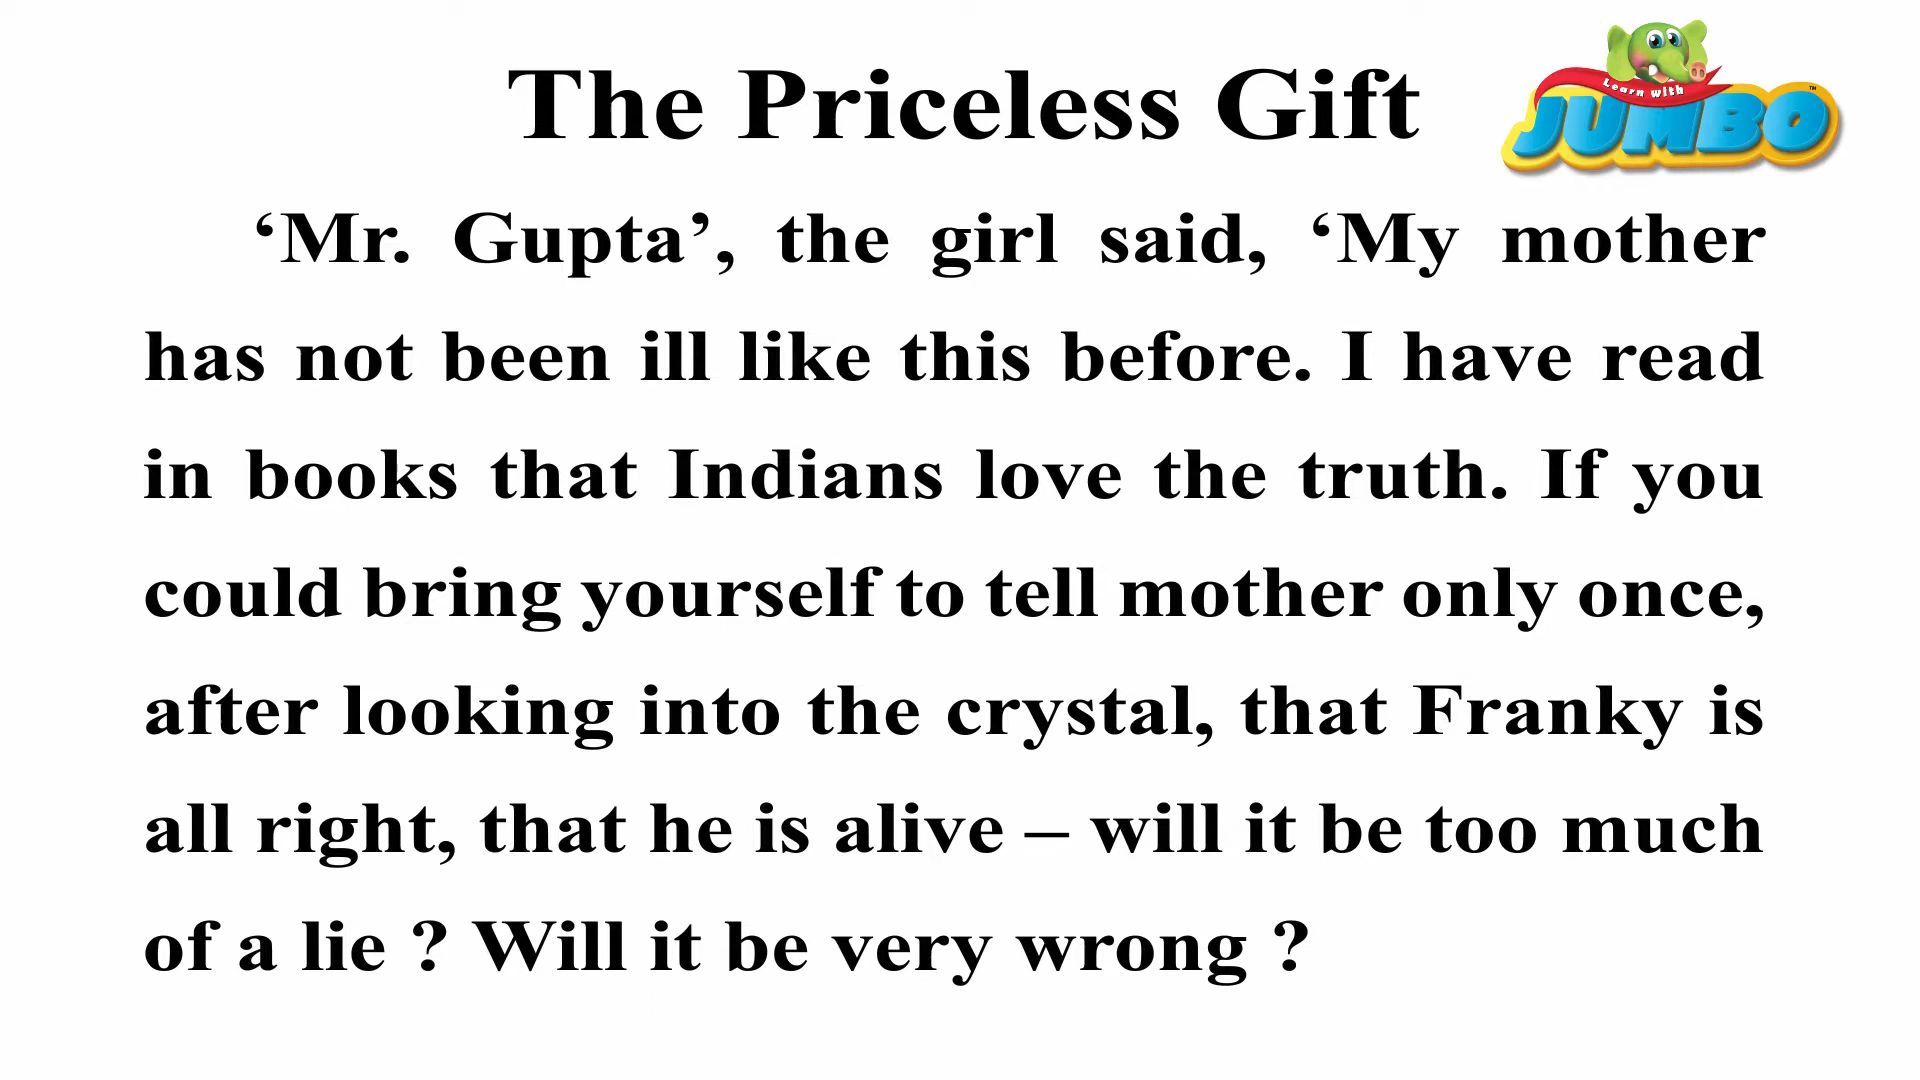 The Priceless Gift
Learn with
JUMBO™
‘Mr. Gupta’, the girl said, ‘My mother
has not been ill like this before. I have read
in books that Indians love the truth. If you
could bring yourself to tell mother only once,
after looking into the crystal, that Franky is
all right, that he is alive – will it be too much
of a lie ? Will it be very wrong ?